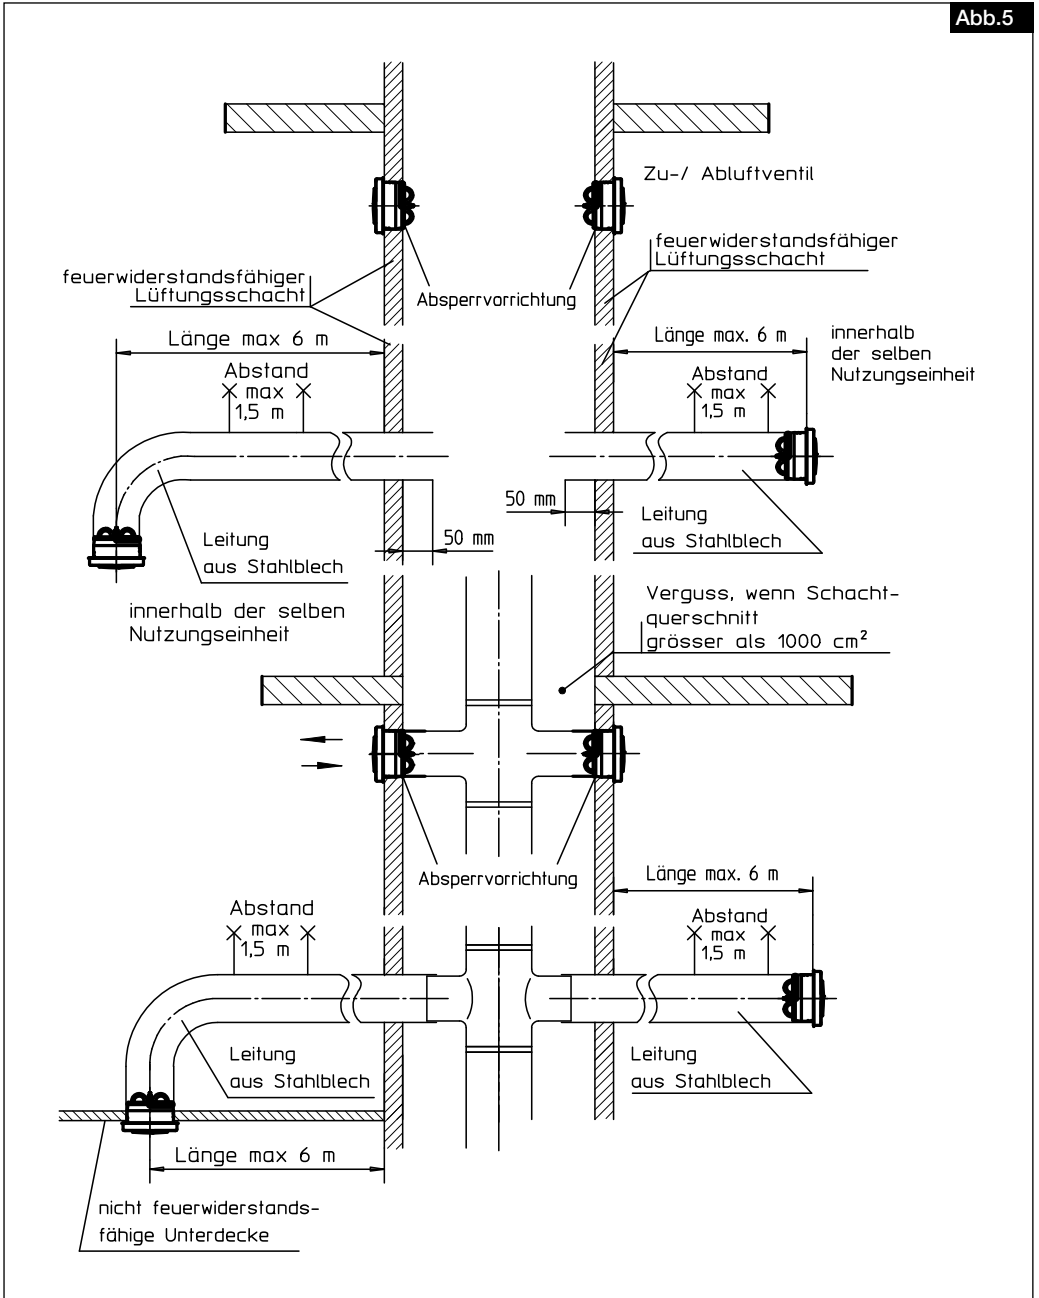 Abb.5
Zu-/ Abluftventil
feuerwiderstandsfähiger
Lüftungsschacht
feuerwiderstandsfähiger
Lüftungsschacht
Absperrvorrichtung
Länge max 6 m
Länge max. 6 m
innerhalb
der selben
Nutzungseinheit
Abstand
max
1,5 m
Abstand
max
1,5 m
50 mm
50 mm
Leitung
aus Stahlblech
Leitung
aus Stahlblech
innerhalb der selben
Nutzungseinheit
Verguss, wenn Schacht-
querschnitt
grösser als 1000 cm²
Absperrvorrichtung
Länge max. 6 m
Abstand
max
1,5 m
Abstand
max
1,5 m
Leitung
aus Stahlblech
Leitung
aus Stahlblech
Länge max 6 m
nicht feuerwiderstands-
fähige Unterdecke